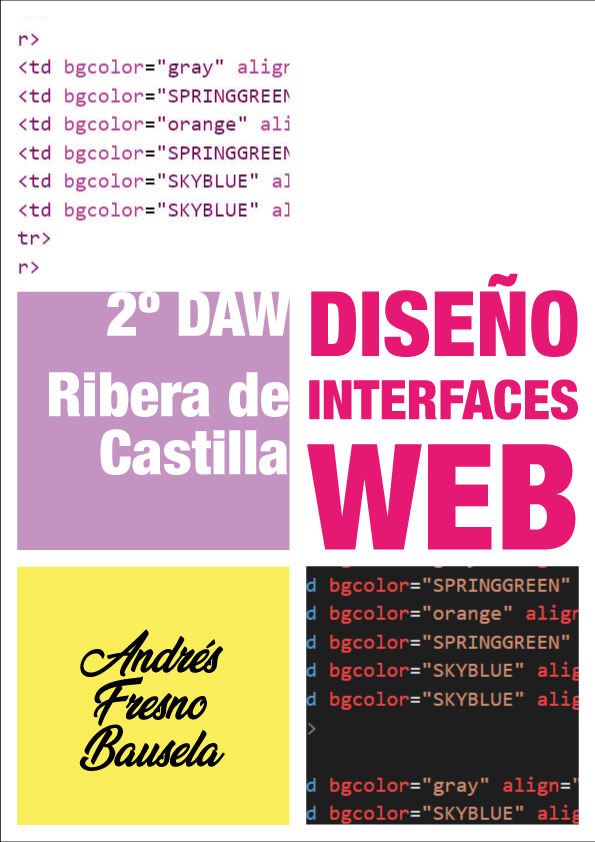 r>
<td bgcolor="gray" align
<td bgcolor="SPRINGGREEN
<td bgcolor="orange" ali
<td bgcolor="SPRINGGREEN
<td bgcolor="SKYBLUE" al
<td bgcolor="SKYBLUE" al
tr>
r>
2º DAW
Ribera de
Castilla
DISEÑO
INTERFACES
WEB
Andrés
Fresno
Bausela
d bgcolor="SPRINGGREEN"
d bgcolor="orange" align
d bgcolor="SPRINGGREEN"
d bgcolor="SKYBLUE" alig
d bgcolor="SKYBLUE" alig
>
d bgcolor="gray" align="
d bgcolor="SKYBLUE" alig